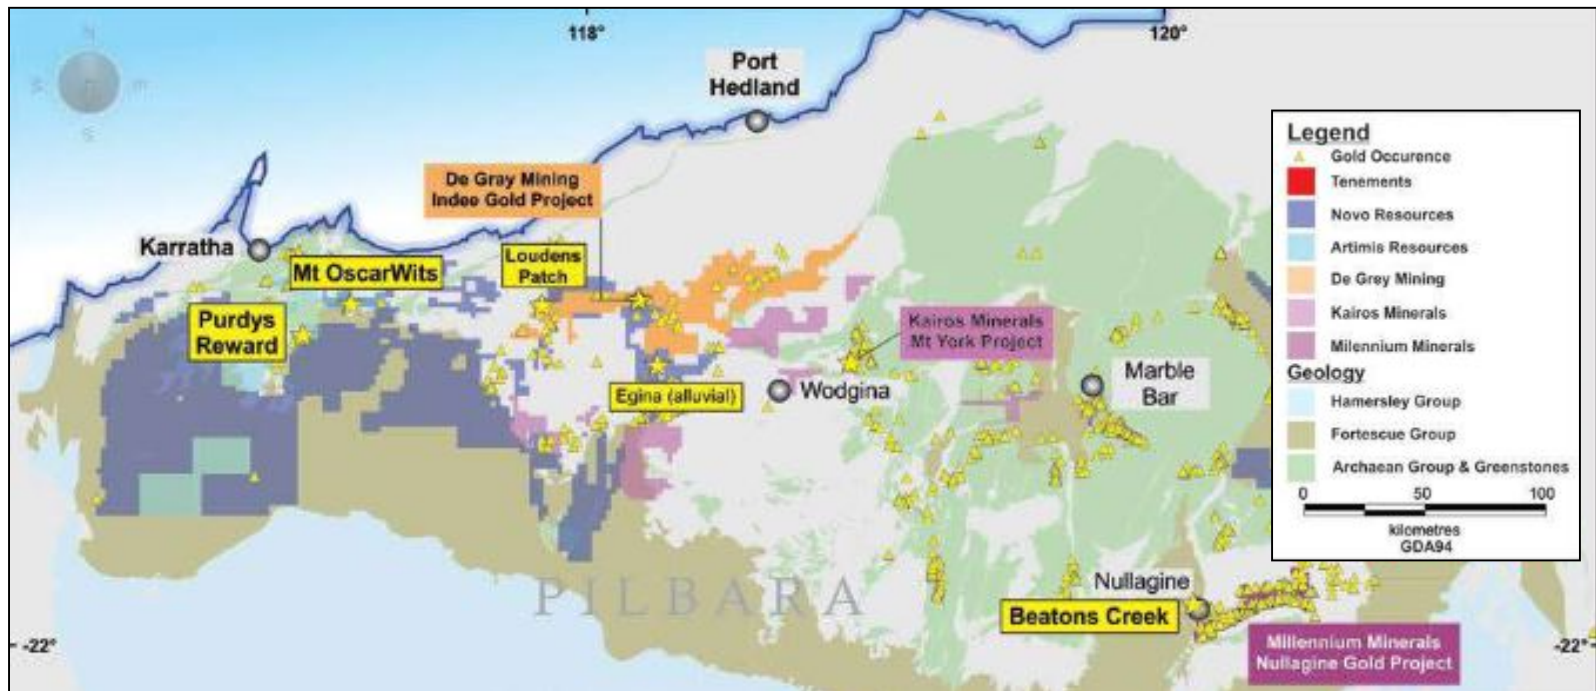 118°
120°
N
W
E
S
Port
Hedland
De Gray Mining
Indee Gold Project
Karratha
Mt OscarWits
Loudens
Patch
Purdys
Reward
Kairos Minerals
Mt York Project
Egina (alluvial)
Wodgina
Marble
Bar
PILBARA
Nullagine
Beatons Creek
Millennium Minerals
Nullagine Gold Project
-22°
-22°
Legend
Gold Occurence
Tenements
Novo Resources
Artimis Resources
De Grey Mining
Kairos Minerals
Milennium Minerals
Geology
Hamersley Group
Fortescue Group
Archaean Group & Greenstones
0 50 100
kilometres
GDA94